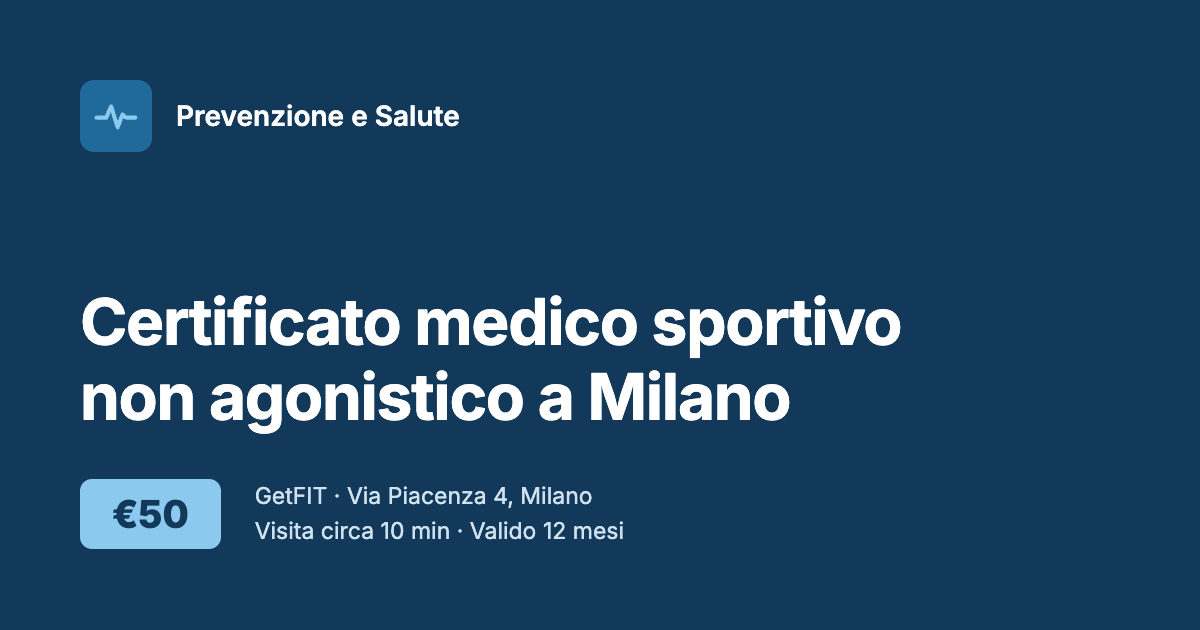 Prevenzione e Salute
Certificato medico sportivo
non agonistico a Milano
€50
GetFIT · Via Piacenza 4, Milano
Visita circa 10 min · Valido 12 mesi